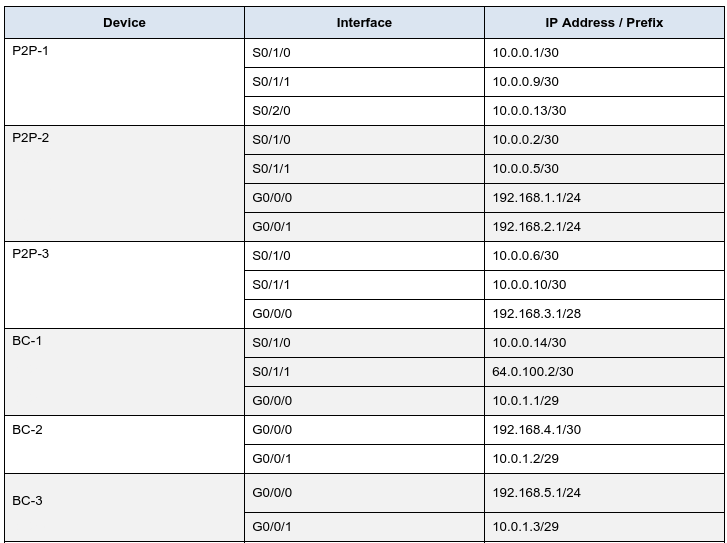 Device Interface IP Address / Prefix
P2P-1 S0/1/0 10.0.0.1/30
S0/1/1 10.0.0.9/30
S0/2/0 10.0.0.13/30
P2P-2 S0/1/0 10.0.0.2/30
S0/1/1 10.0.0.5/30
G0/0/0 192.168.1.1/24
G0/0/1 192.168.2.1/24
P2P-3 S0/1/0 10.0.0.6/30
S0/1/1 10.0.0.10/30
G0/0/0 192.168.3.1/28
BC-1 S0/1/0 10.0.0.14/30
S0/1/1 64.0.100.2/30
G0/0/0 10.0.1.1/29
BC-2 G0/0/0 192.168.4.1/30
G0/0/1 10.0.1.2/29
BC-3 G0/0/0 192.168.5.1/24
G0/0/1 10.0.1.3/29